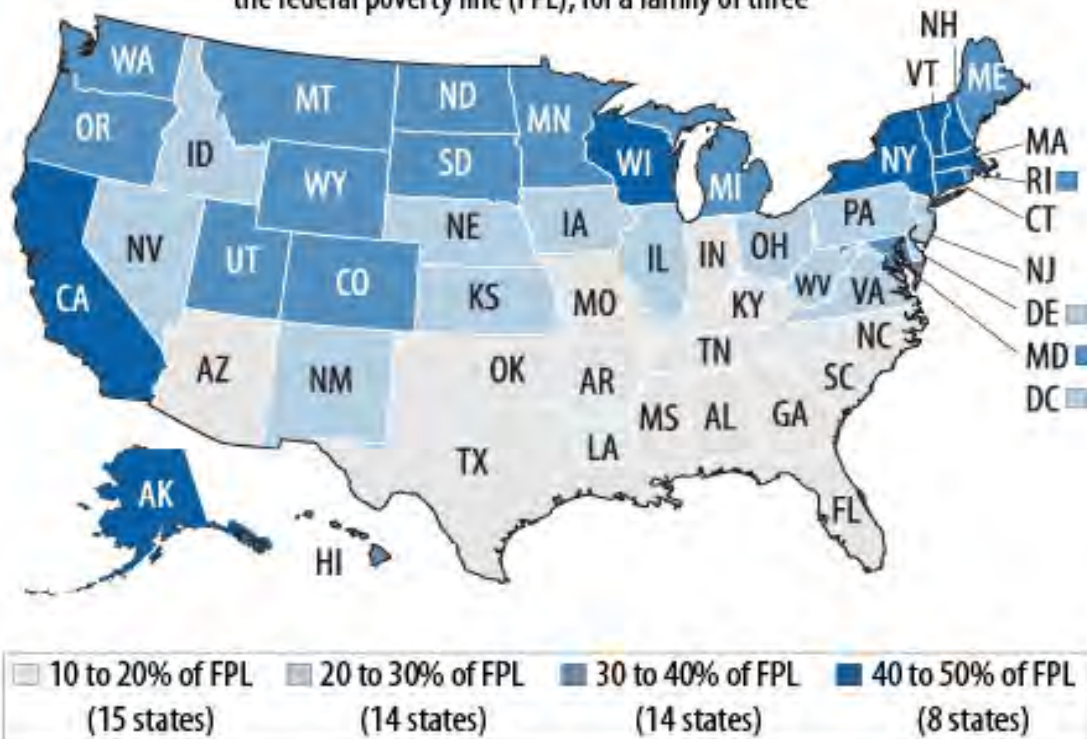 the federal poverty line (FPL), for a family of three
NH
WA
VT
ME
MT
ND
MN
OR
MA
ID
SD
WI
NY
RI
WY
MI
CT
NE
IA
PA
NV
OH
IL
IN
NJ
UT
CO
WV
VA
CA
KS
MO
KY
DE
NC
MD
TN
AZ
OK
NM
AR
SC
DC
MS
AL
GA
LA
TX
AK
FL
HI
10 to 20% of FPL
(15 states)
20 to 30% of FPL
(14 states)
30 to 40% of FPL
(14 states)
40 to 50% of FPL
(8 states)